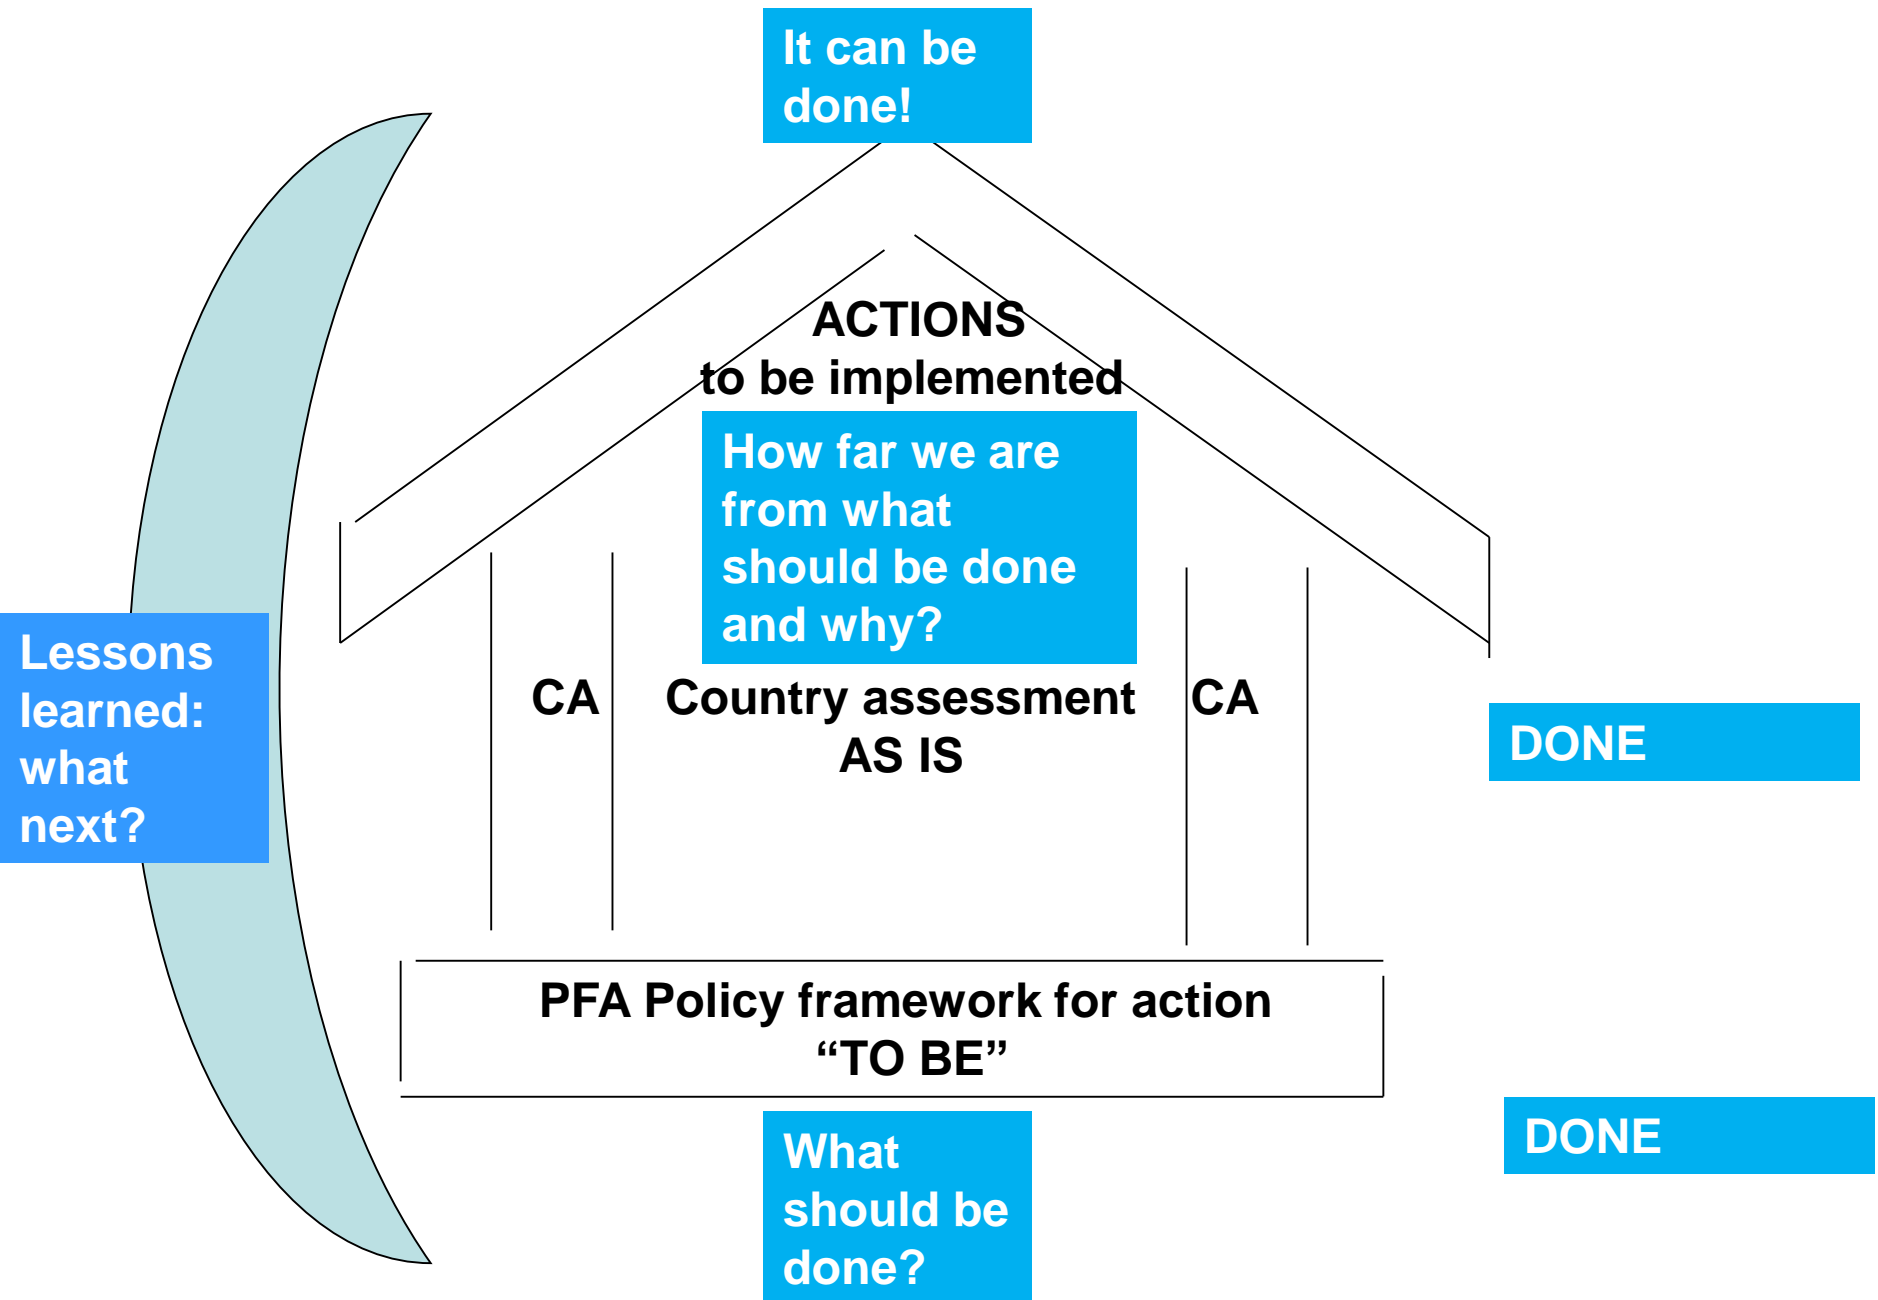 It can be
done!
ACTIONS
to be implemented
How far we are
from what
should be done
and why?
Lessons
learned:
what
next?
CA
Country assessment
AS IS
CA
DONE
PFA Policy framework for action
“TO BE”
What
should be
done?
DONE